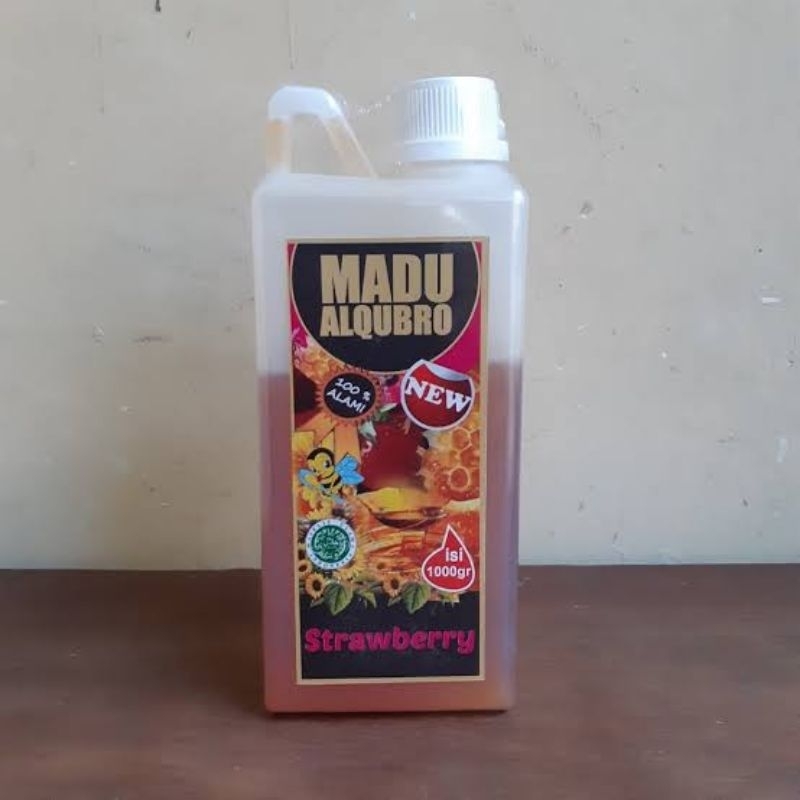 MADU
ALQUBRO
100 %
ALAMI
NEW
isi
1000gr
Strawberry